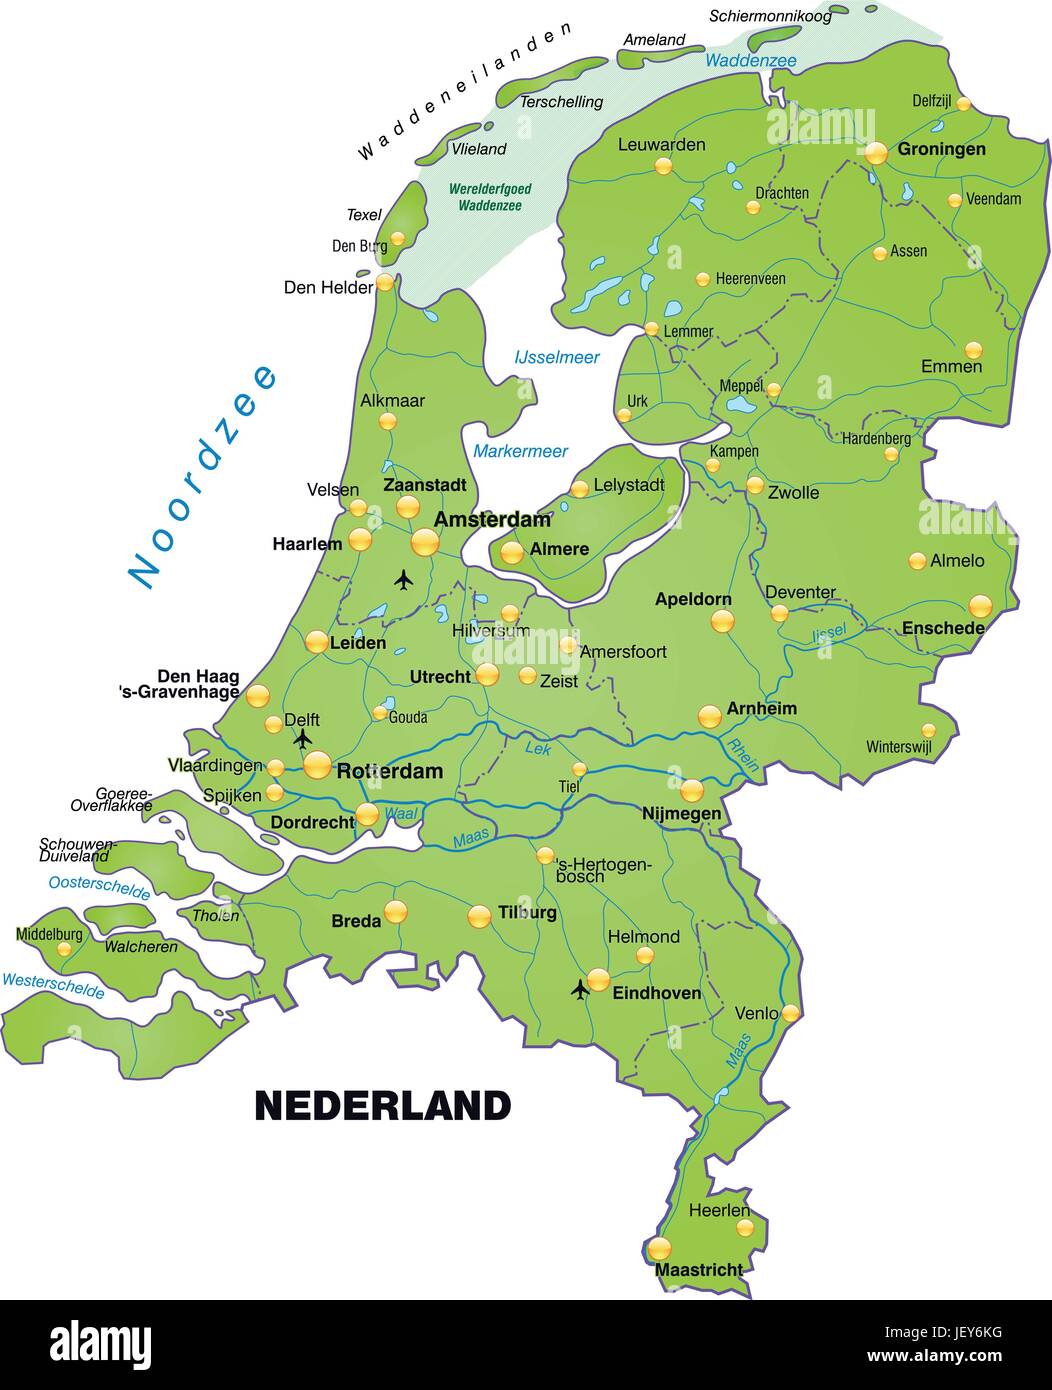 Schiermonnikoog
Ameland
Waddenzee
Waddeneilanden
Terschelling
Vlieland
Werelderfgoed
Waddenzee
Texel
Den Burg
Den Helder
Delfzijl
Leuwarden
Groningen
Drachten
Veendam
Assen
Heerenveen
Lemmer
IJsselmeer
Emmen
Meppel
Urk
Noordzee
Alkmaar
Markermeer
Hardenberg
Kampen
Zaanstadt
Velsen
Lelystadt
Zwolle
Amsterdam
Haarlem
Almere
Almelo
Apeldorn
Deventer
Iissel
Enschede
Hilversum
Leiden
Amersfoort
Den Haag
's-Gravenhage
Utrecht
Zeist
Arnheim
Delft
Gouda
Lek
Rhein
Winterswijl
Vlaardingen
Rotterdam
Tiel
Spijken
Goeree-
Overflakkee
Dordrecht
Waal
Nijmegen
Maas
Schouwen-
Duiveland
's-Hertogen-
bosch
Oosterschelde
Tholen
Breda
Tilburg
Middelburg
Walcheren
Helmond
Westerschelde
Eindhoven
Venlo
Maas
NEDERLAND
Heerlen
Maastricht
alamy
alamy
alamy
a
a
a
a
a
a
a
a
a
alamy
Image ID: JEY6KG
www.alamy.com